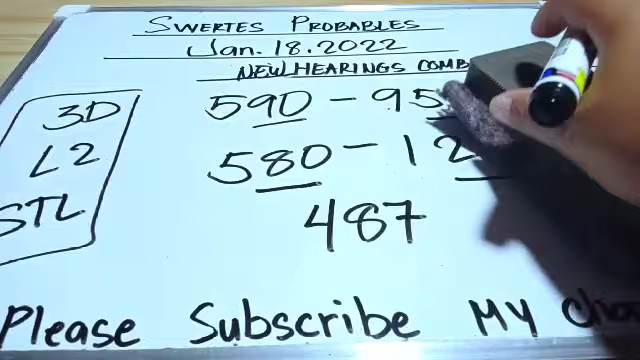 SWERTES PROBABLES
Jan. 18. 2022
NEW HEARINGS COMB
3D
L2
STL
590 - 95
580 - 12
487
Please Subscribe My Cha